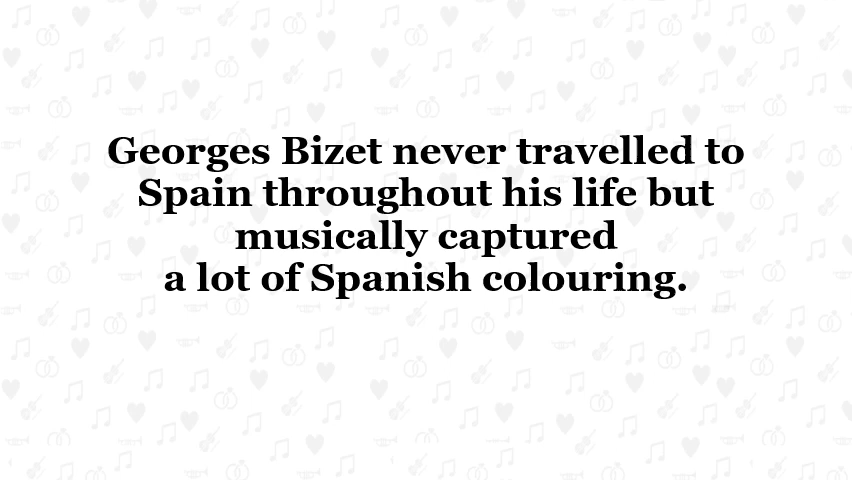 Georges Bizet never travelled to
Spain throughout his life but
musically captured
a lot of Spanish colouring.